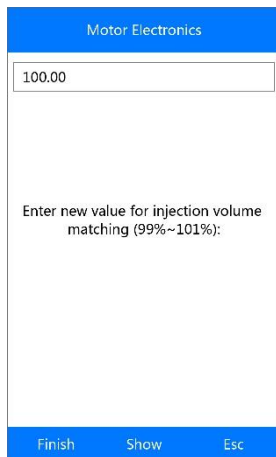 Motor Electronics
100.00
Enter new value for injection volume
matching (99%~101%):
Finish Show Esc